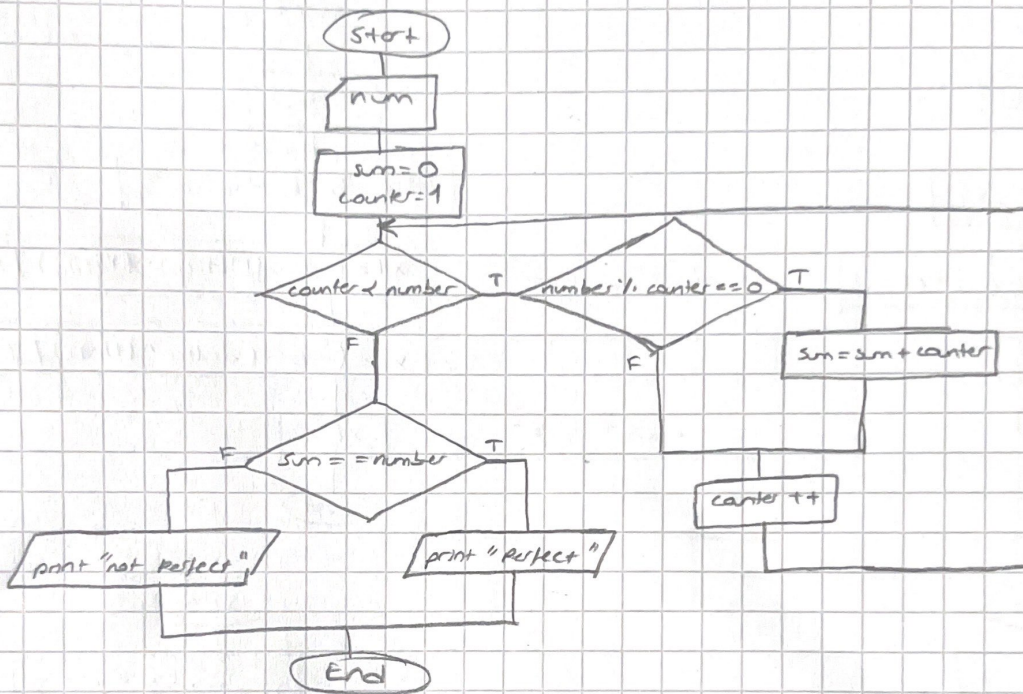 Start
num
sum=0
counter=1
counter < number
T
number % counter == 0
T
F
F
sum = sum + counter
F
sum = = number
T
counter ++
print "not perfect"
print "Perfect"
End